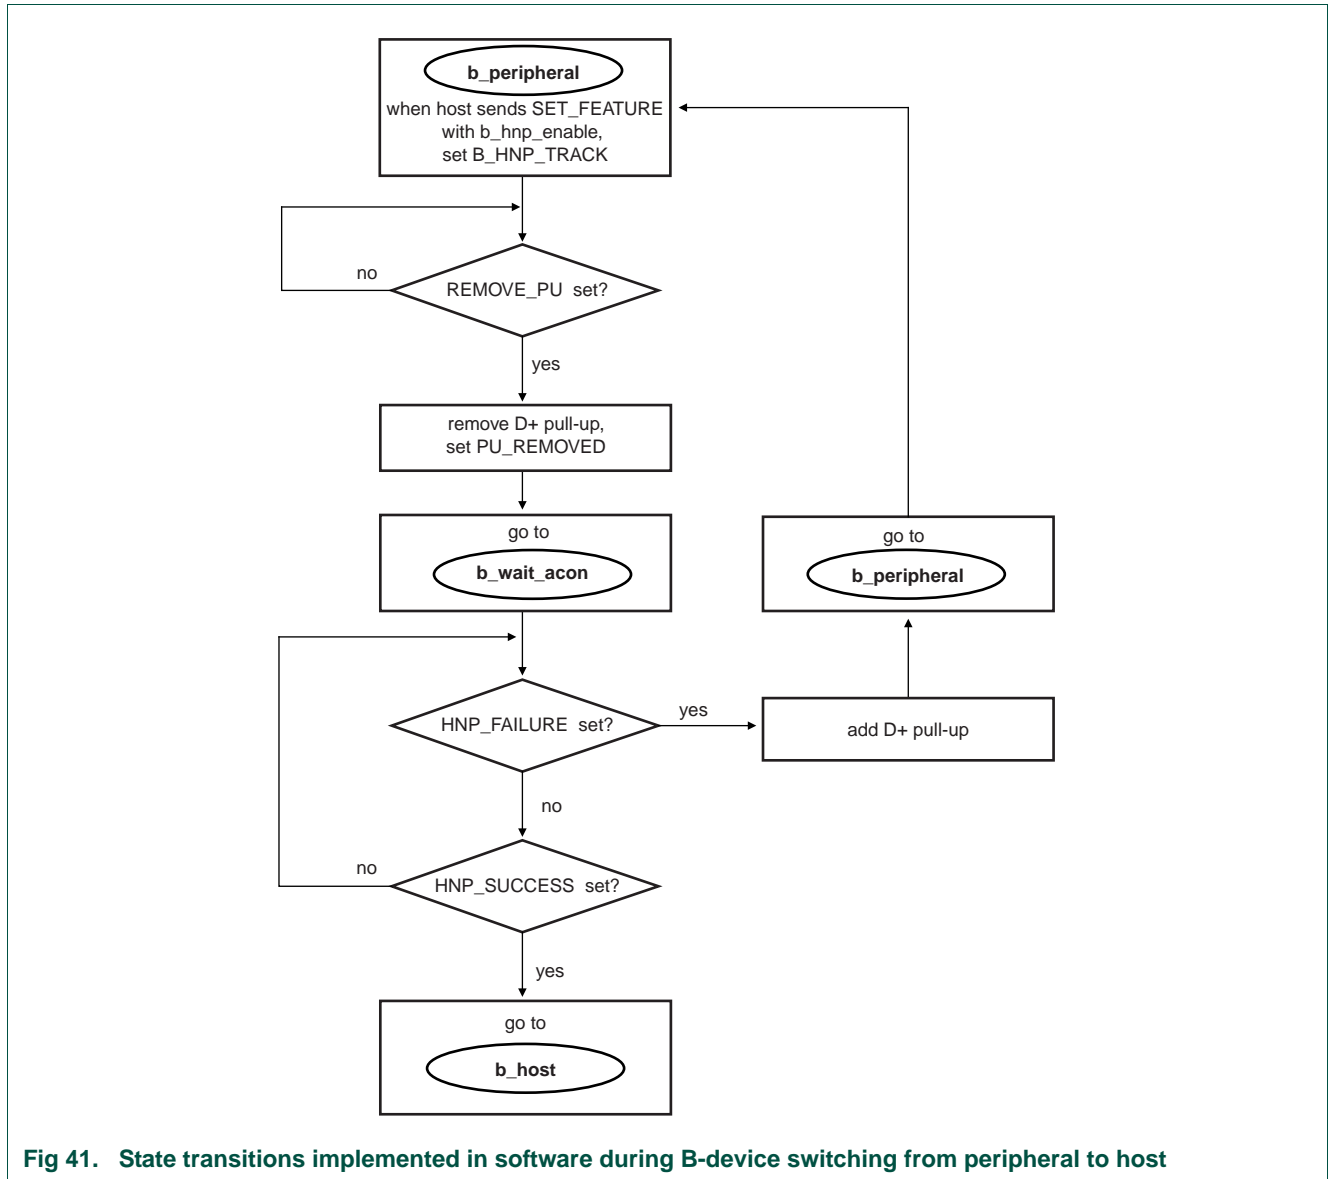 b_peripheral
when host sends SET_FEATURE
with b_hnp_enable,
set B_HNP_TRACK
no
REMOVE_PU set?
yes
remove D+ pull-up,
set PU_REMOVED
go to
b_wait_acon
go to
b_peripheral
HNP_FAILURE set?
yes
add D+ pull-up
no
no
HNP_SUCCESS set?
yes
go to
b_host
Fig 41. State transitions implemented in software during B-device switching from peripheral to host